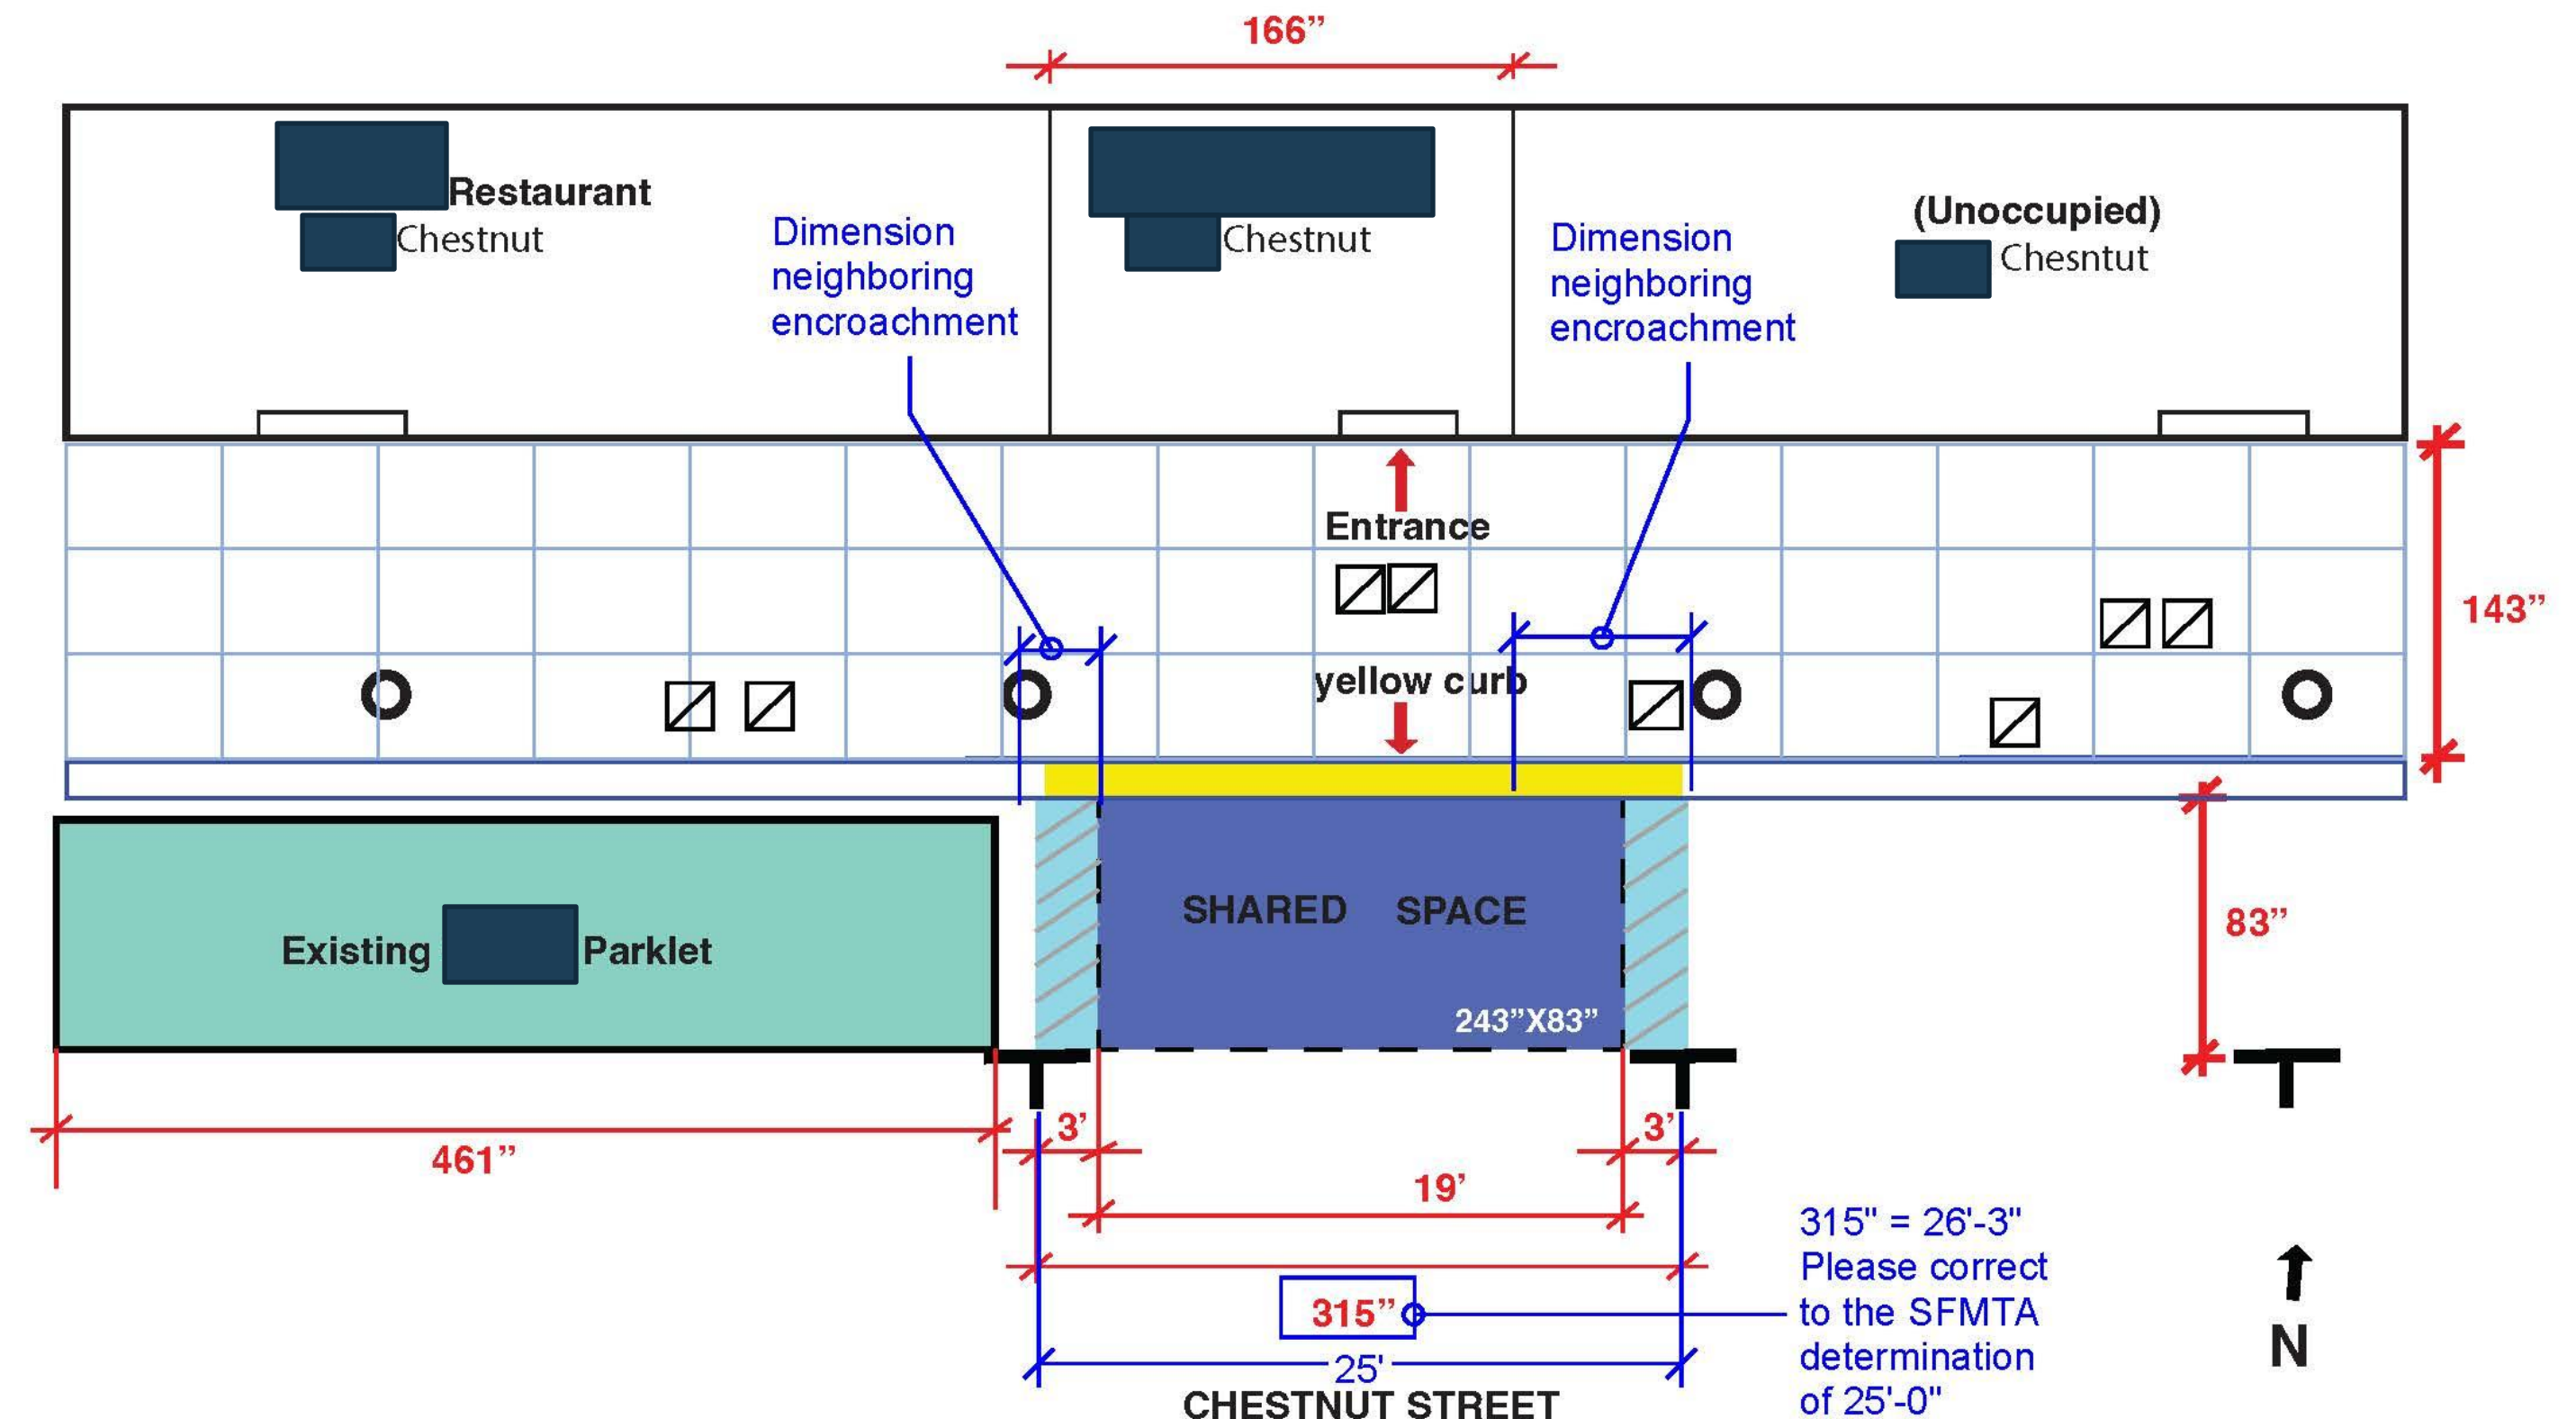 166”
Restaurant
Chestnut
Chestnut
(Unoccupied)
Chesntut
Dimension
neighboring
encroachment
Dimension
neighboring
encroachment
Entrance
143”
yellow curb
SHARED SPACE
83”
Existing Parklet
243”X83”
3’
3’
461”
19’
315" = 26'-3"
Please correct
to the SFMTA
determination
of 25'-0"
315”
25'
N
CHESTNUT STREET